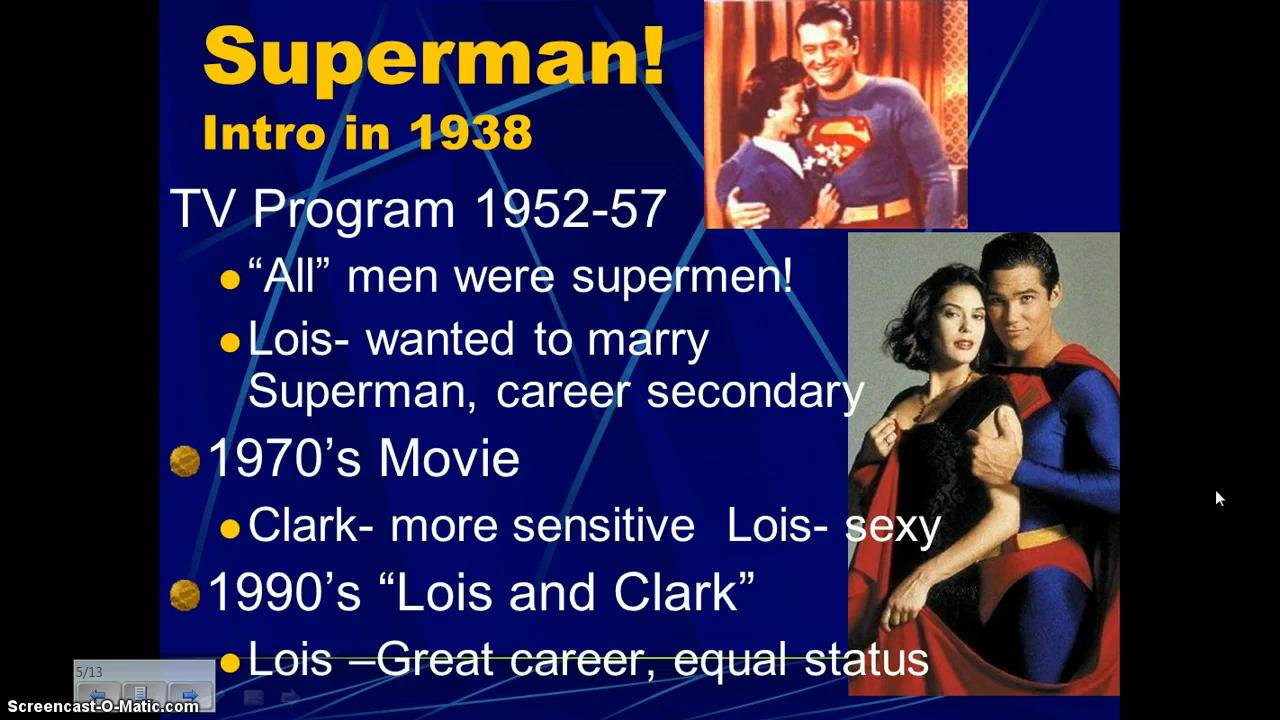 Superman!
Intro in 1938
TV Program 1952-57
“All” men were supermen!
Lois- wanted to marry
Superman, career secondary
1970’s Movie
Clark- more sensitive  Lois- sexy
1990’s “Lois and Clark”
Lois –Great career, equal status
5/13
Screencast-O-Matic.com